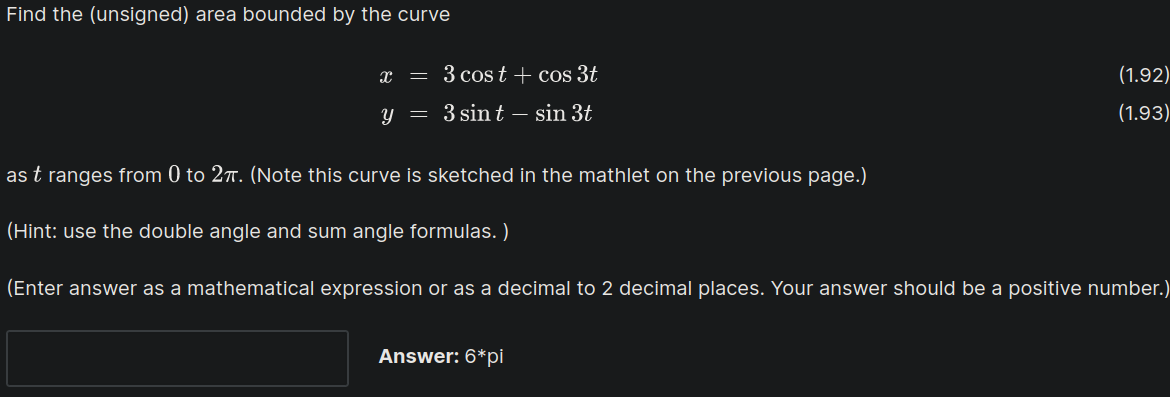 Find the (unsigned) area bounded by the curve
x = 3 cos t + cos 3t (1.92)
y = 3 sin t − sin 3t (1.93)
as t ranges from 0 to 2π. (Note this curve is sketched in the mathlet on the previous page.)
(Hint: use the double angle and sum angle formulas. )
(Enter answer as a mathematical expression or as a decimal to 2 decimal places. Your answer should be a positive number.)
Answer: 6*pi